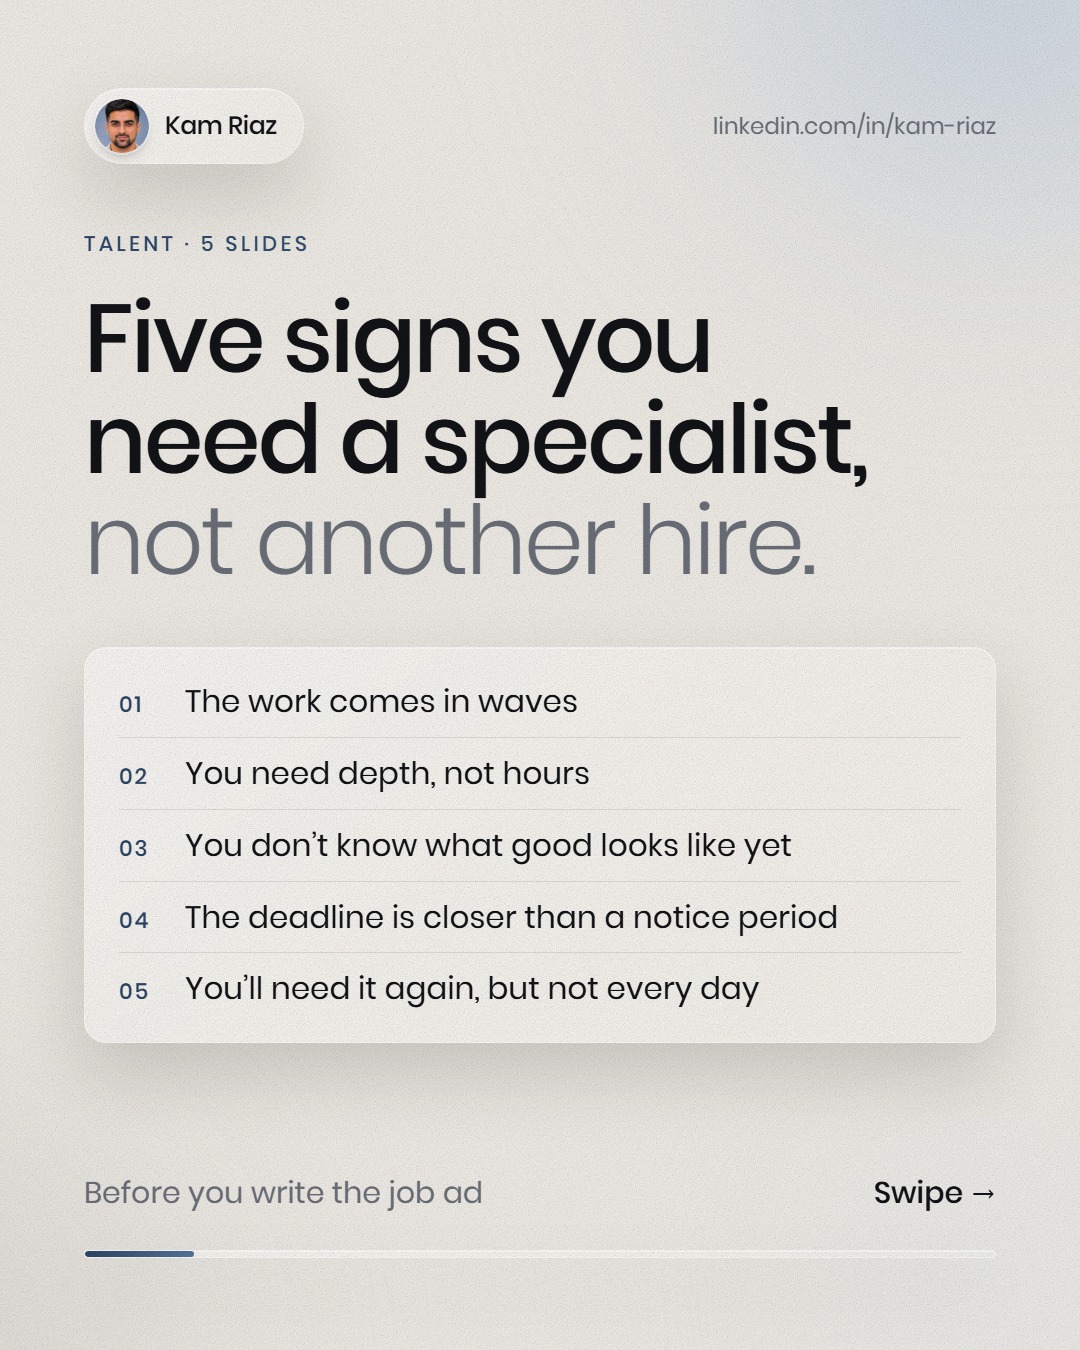 Kam Riaz
linkedin.com/in/kam-riaz
TALENT · 5 SLIDES
Five signs you
need a specialist,
not another hire.
01 The work comes in waves
02 You need depth, not hours
03 You don’t know what good looks like yet
04 The deadline is closer than a notice period
05 You’ll need it again, but not every day
Before you write the job ad
Swipe →